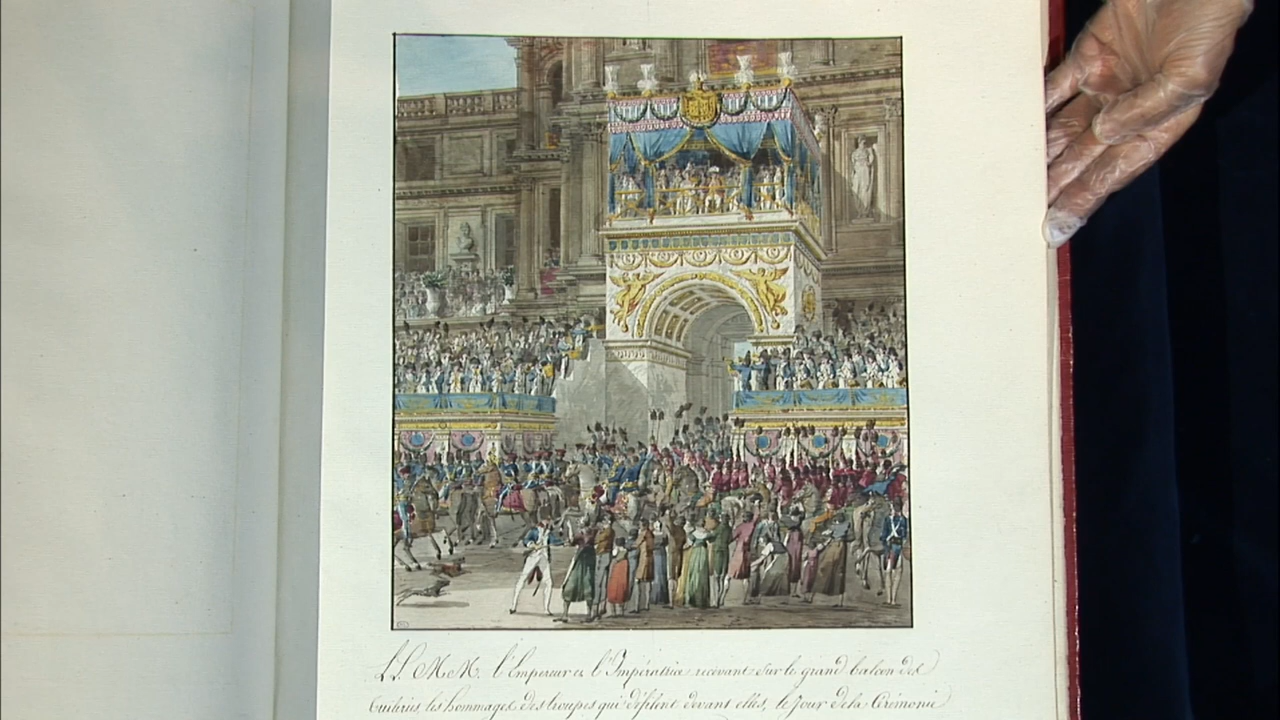 LL. MM. l'Empereur et l'Impératrice recevant sur le grand balcon des
Tuileries, les hommages des troupes qui défilent devant elles, le jour de la Cérémonie